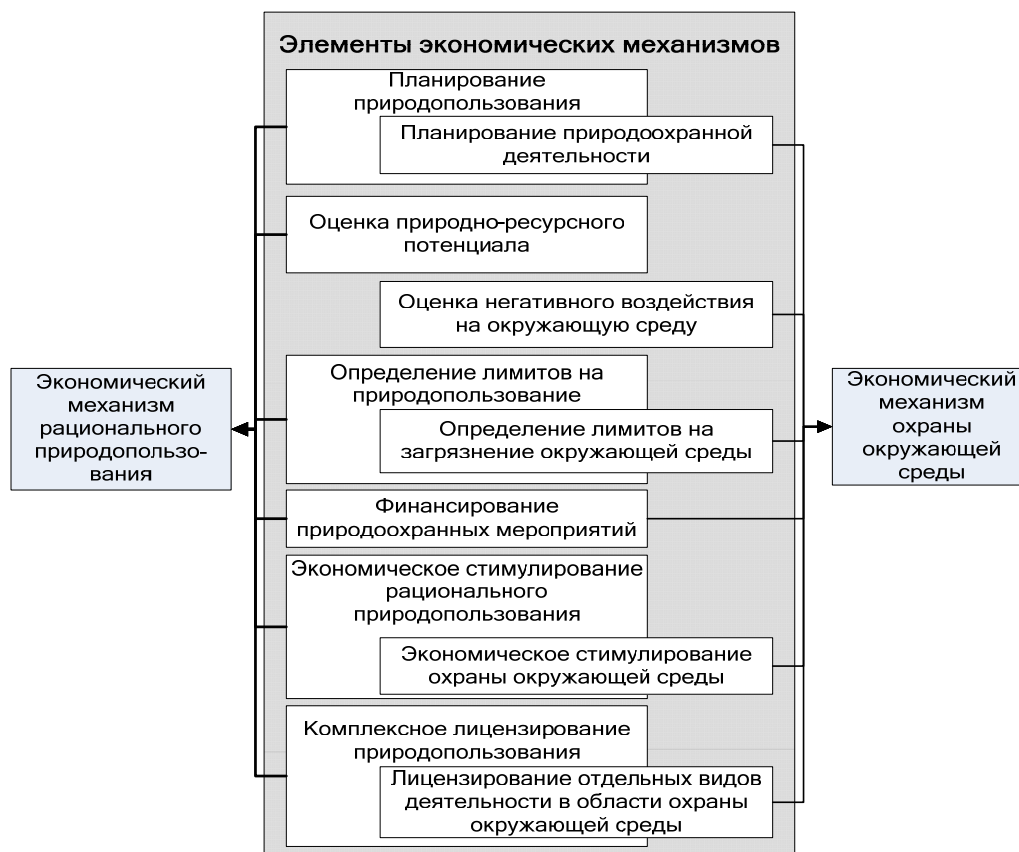 Элементы экономических механизмов
Планирование
природопользования
Планирование природоохранной
деятельности
Оценка природно-ресурсного
потенциала
Оценка негативного воздействия
на окружающую среду
Экономический
механизм
рационального
природопользо-
вания
Определение лимитов на
природопользование
Определение лимитов на
загрязнение окружающей среды
Экономический
механизм
охраны
окружающей
среды
Финансирование
природоохранных мероприятий
Экономическое стимулирование
рационального
природопользования
Экономическое стимулирование
охраны окружающей среды
Комплексное лицензирование
природопользования
Лицензирование отдельных видов
деятельности в области охраны
окружающей среды